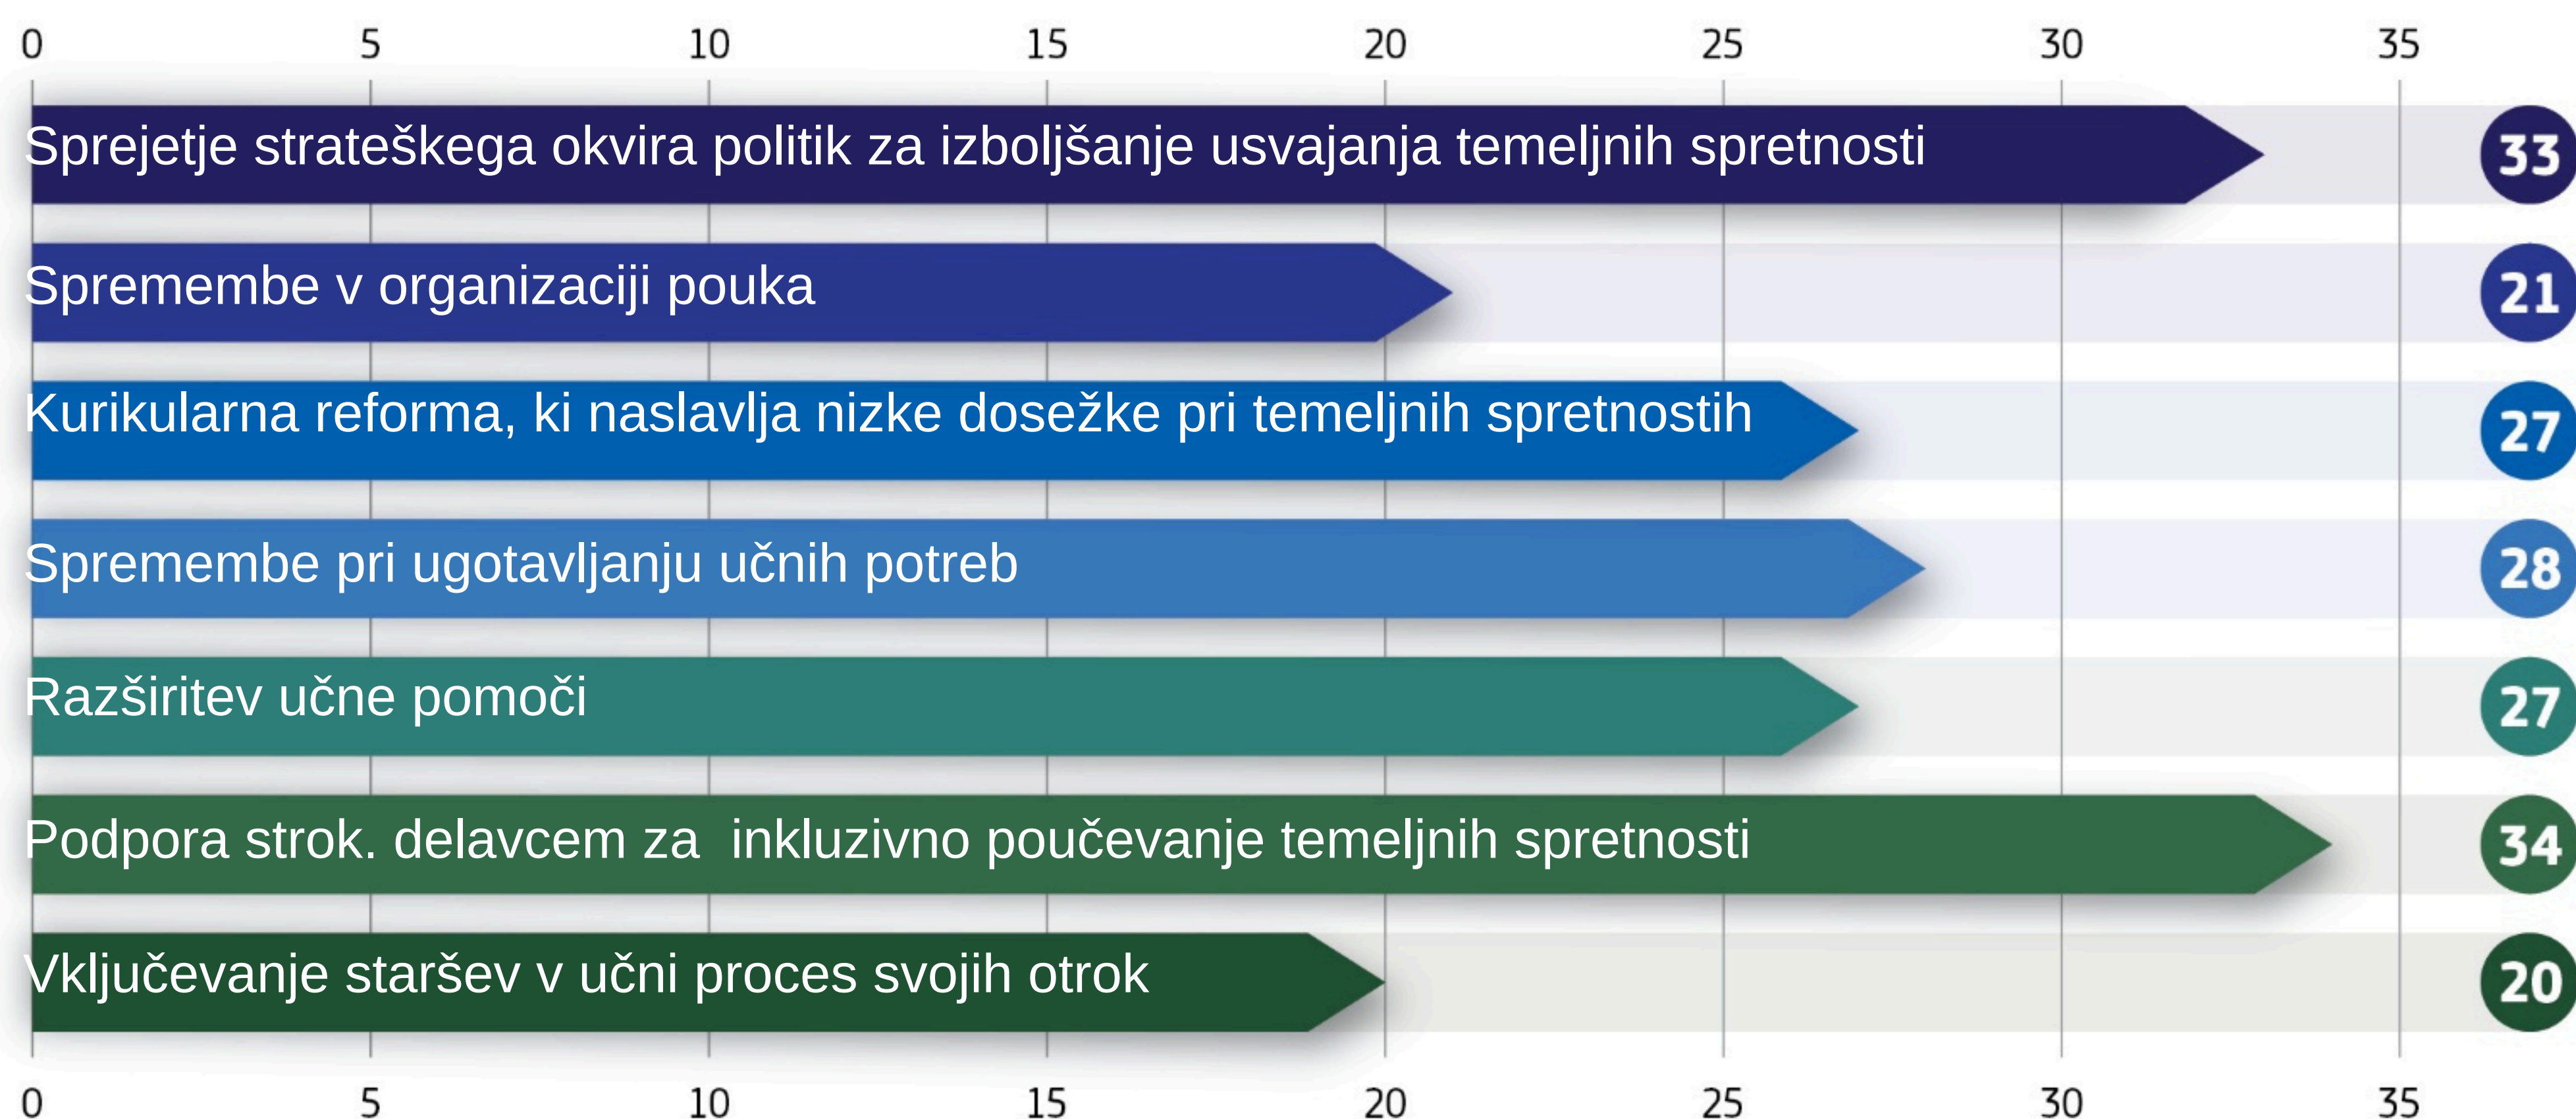 0 5 10 15 20 25 30 35
Sprejetje strateškega okvira politik za izboljšanje usvajanja temeljnih spretnosti 33
Spremembe v organizaciji pouka 21
Kurikularna reforma, ki naslavlja nizke dosežke pri temeljnih spretnostih 27
Spremembe pri ugotavljanju učnih potreb 28
Razširitev učne pomoči 27
Podpora strok. delavcem za  inkluzivno poučevanje temeljnih spretnosti 34
Vključevanje staršev v učni proces svojih otrok 20
0 5 10 15 20 25 30 35